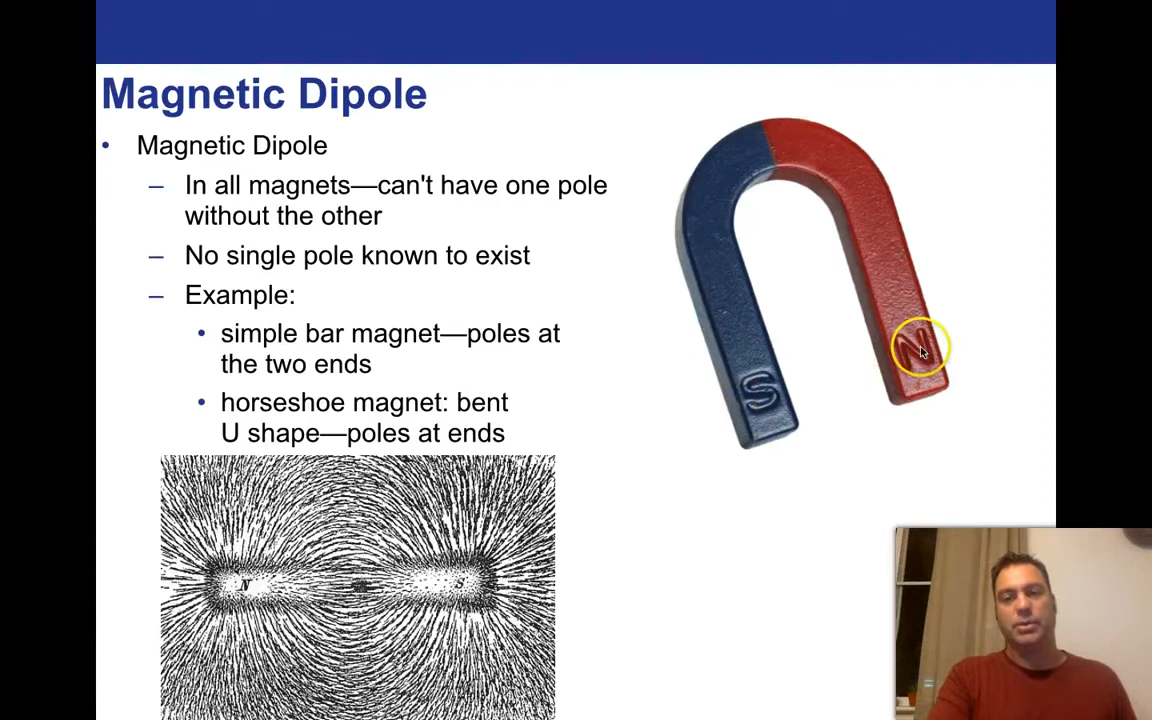 Magnetic Dipole
• Magnetic Dipole
– In all magnets—can't have one pole
without the other
– No single pole known to exist
– Example:
• simple bar magnet—poles at
the two ends
• horseshoe magnet: bent
U shape—poles at ends
S
N
N
S